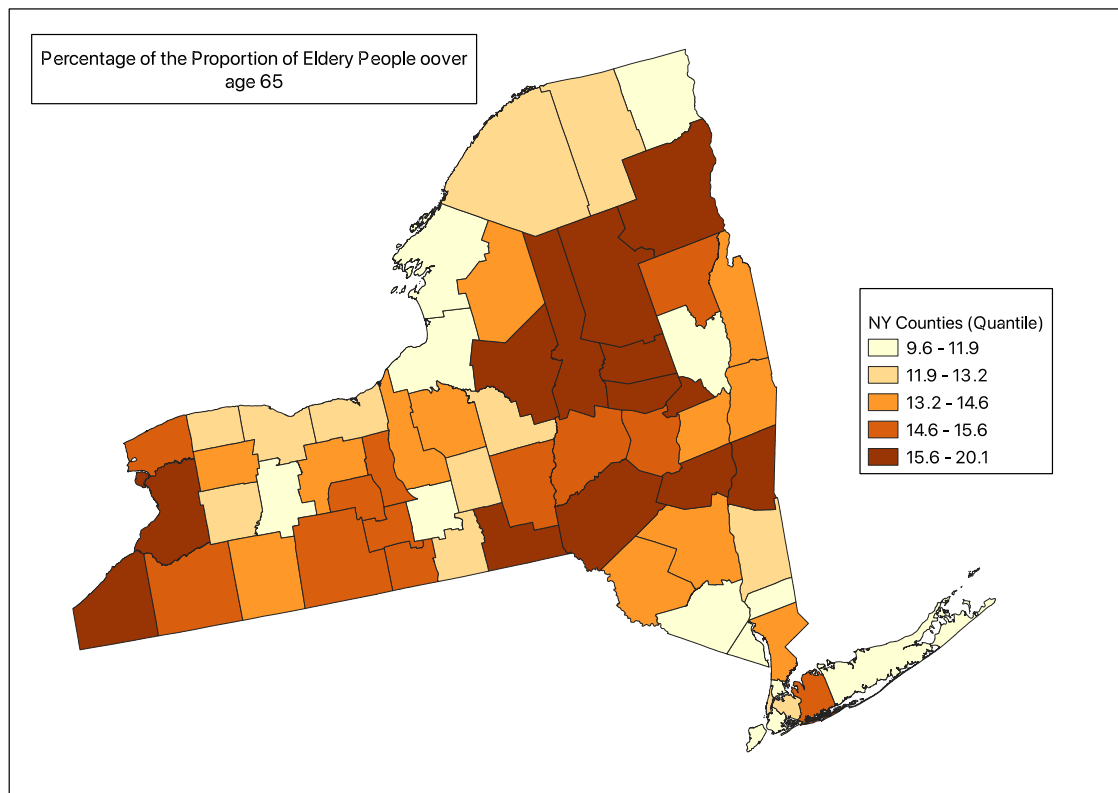 Percentage of the Proportion of Eldery People oover
age 65
NY Counties (Quantile)
9.6 - 11.9
11.9 - 13.2
13.2 - 14.6
14.6 - 15.6
15.6 - 20.1